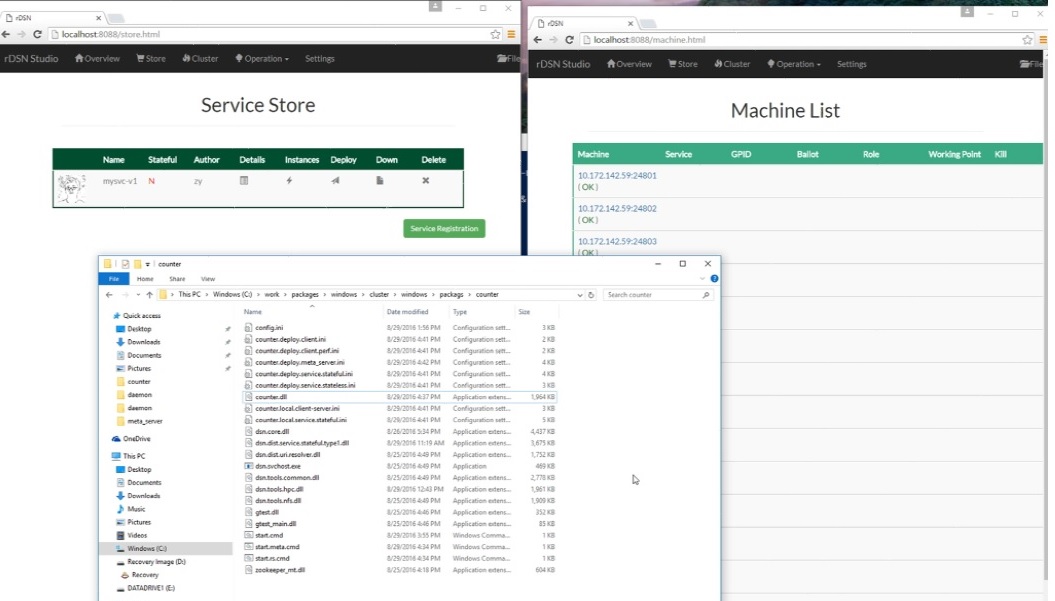 rDSN
localhost:8088/store.html
rDSN Studio Overview Store Cluster Operation Settings File
Service Store
Name Stateful Author Details Instances Deploy Down Delete
mysvc-v1 N zy
Service Registration
rDSN
localhost:8088/machine.html
rDSN Studio Overview Store Cluster Operation Settings File
Machine List
Machine Service GPID Ballot Role Working Point Kill
10.172.142.59:24801
( OK )
10.172.142.59:24802
( OK )
10.172.142.59:24803
( OK )
counter
File Home Share View
This PC Windows (C:) work packages windows cluster windows packags counter
Search counter
Quick access
Desktop
Downloads
Documents
Pictures
counter
daemon
daemon
meta_server
OneDrive
This PC
Desktop
Documents
Downloads
Music
Pictures
Videos
Windows (C:)
Recovery Image (D:)
Recovery
DATADRIVE1 (E:)
Name Date modified Type Size
config.ini 8/29/2016 1:56 PM Configuration sett... 3 KB
counter.deploy.client.ini 8/29/2016 4:41 PM Configuration sett... 2 KB
counter.deploy.client.perf.ini 8/29/2016 4:41 PM Configuration sett... 2 KB
counter.deploy.meta_server.ini 8/29/2016 4:42 PM Configuration sett... 4 KB
counter.deploy.service.stateful.ini 8/29/2016 4:41 PM Configuration sett... 4 KB
counter.deploy.service.stateless.ini 8/29/2016 4:41 PM Configuration sett... 3 KB
counter.dll 8/29/2016 4:37 PM Application extens... 1,964 KB
counter.local.client-server.ini 8/29/2016 4:41 PM Configuration sett... 3 KB
counter.local.service.stateful.ini 8/29/2016 4:41 PM Configuration sett... 5 KB
dsn.core.dll 8/26/2016 5:34 PM Application extens... 4,437 KB
dsn.dist.service.stateful.type1.dll 8/29/2016 11:19 AM Application extens... 3,675 KB
dsn.dist.uri.resolver.dll 8/25/2016 4:49 PM Application extens... 1,752 KB
dsn.svchost.exe 8/25/2016 4:49 PM Application 469 KB
dsn.tools.common.dll 8/25/2016 4:49 PM Application extens... 2,778 KB
dsn.tools.hpc.dll 8/29/2016 12:43 PM Application extens... 1,961 KB
dsn.tools.nfs.dll 8/25/2016 4:49 PM Application extens... 1,909 KB
gtest.dll 8/25/2016 4:46 PM Application extens... 352 KB
gtest_main.dll 8/25/2016 4:46 PM Application extens... 85 KB
start.cmd 8/29/2016 3:55 PM Windows Comma... 1 KB
start.meta.cmd 8/29/2016 4:34 PM Windows Comma... 1 KB
start.rs.cmd 8/29/2016 4:34 PM Windows Comma... 1 KB
zookeeper_mt.dll 8/25/2016 4:18 PM Application extens... 604 KB